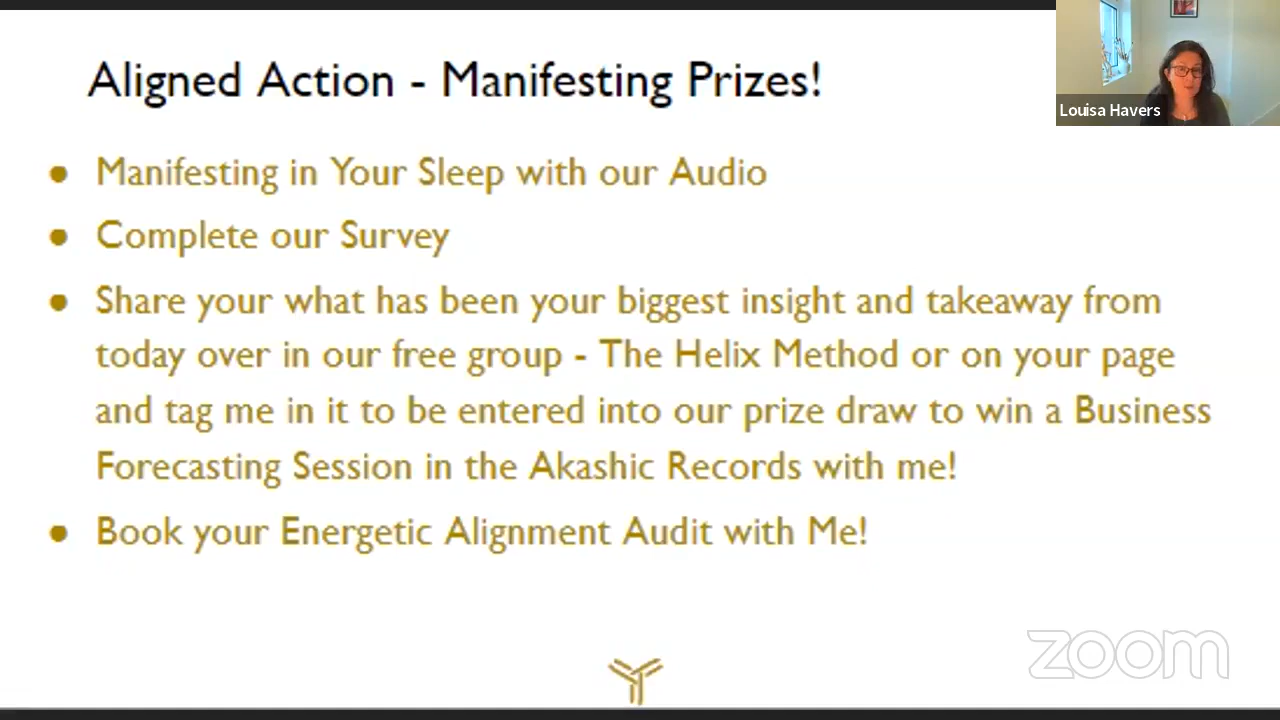 Aligned Action - Manifesting Prizes!
Louisa Havers
● Manifesting in Your Sleep with our Audio
● Complete our Survey
● Share your what has been your biggest insight and takeaway from
today over in our free group - The Helix Method or on your page
and tag me in it to be entered into our prize draw to win a Business
Forecasting Session in the Akashic Records with me!
● Book your Energetic Alignment Audit with Me!
zoom